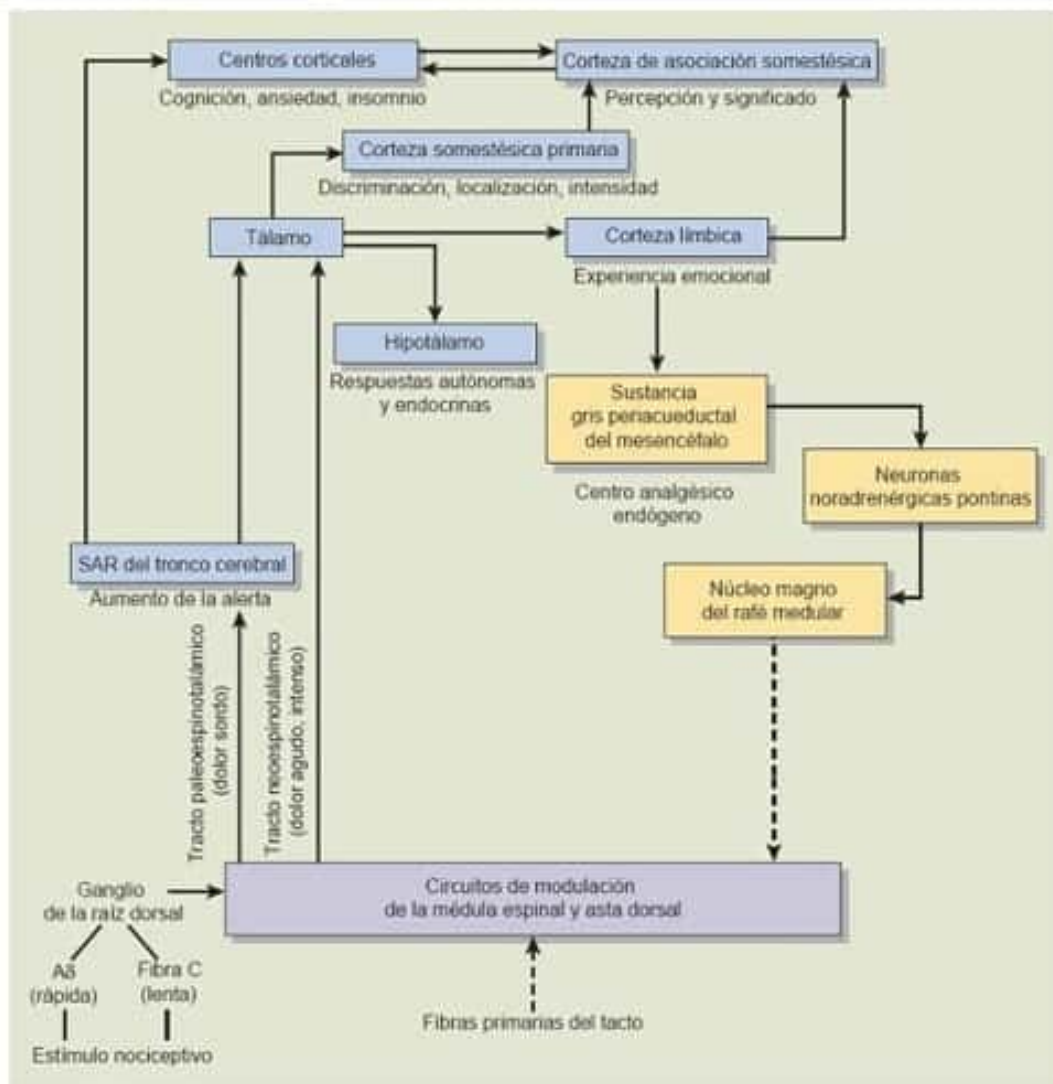 Centros corticales
Cognición, ansiedad, insomnio
Corteza de asociación somestésica
Percepción y significado
Corteza somestésica primaria
Discriminación, localización, intensidad
Tálamo
Corteza límbica
Experiencia emocional
Hipotálamo
Respuestas autónomas
y endocrinas
Sustancia
gris periacueductal
del mesencéfalo
Centro analgésico
endógeno
Neuronas
noradrenérgicas pontinas
SAR del tronco cerebral
Aumento de la alerta
Núcleo magno
del rafé medular
Tracto paleoespinotalámico
(dolor sordo)
Tracto neoespinotalámico
(dolor agudo, intenso)
Circuitos de modulación
de la médula espinal y asta dorsal
Ganglio
de la raíz dorsal
Aδ
(rápida)
Fibra C
(lenta)
Estímulo nociceptivo
Fibras primarias del tacto